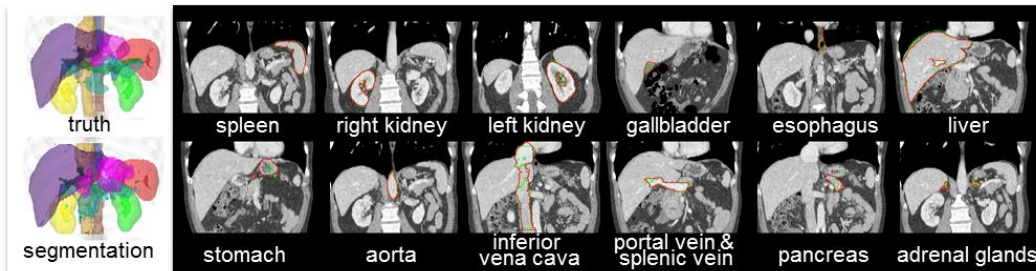 truth
spleen
right kidney
left kidney
gallbladder
esophagus
liver
segmentation
stomach
aorta
inferior
vena cava
portal vein &
splenic vein
pancreas
adrenal glands